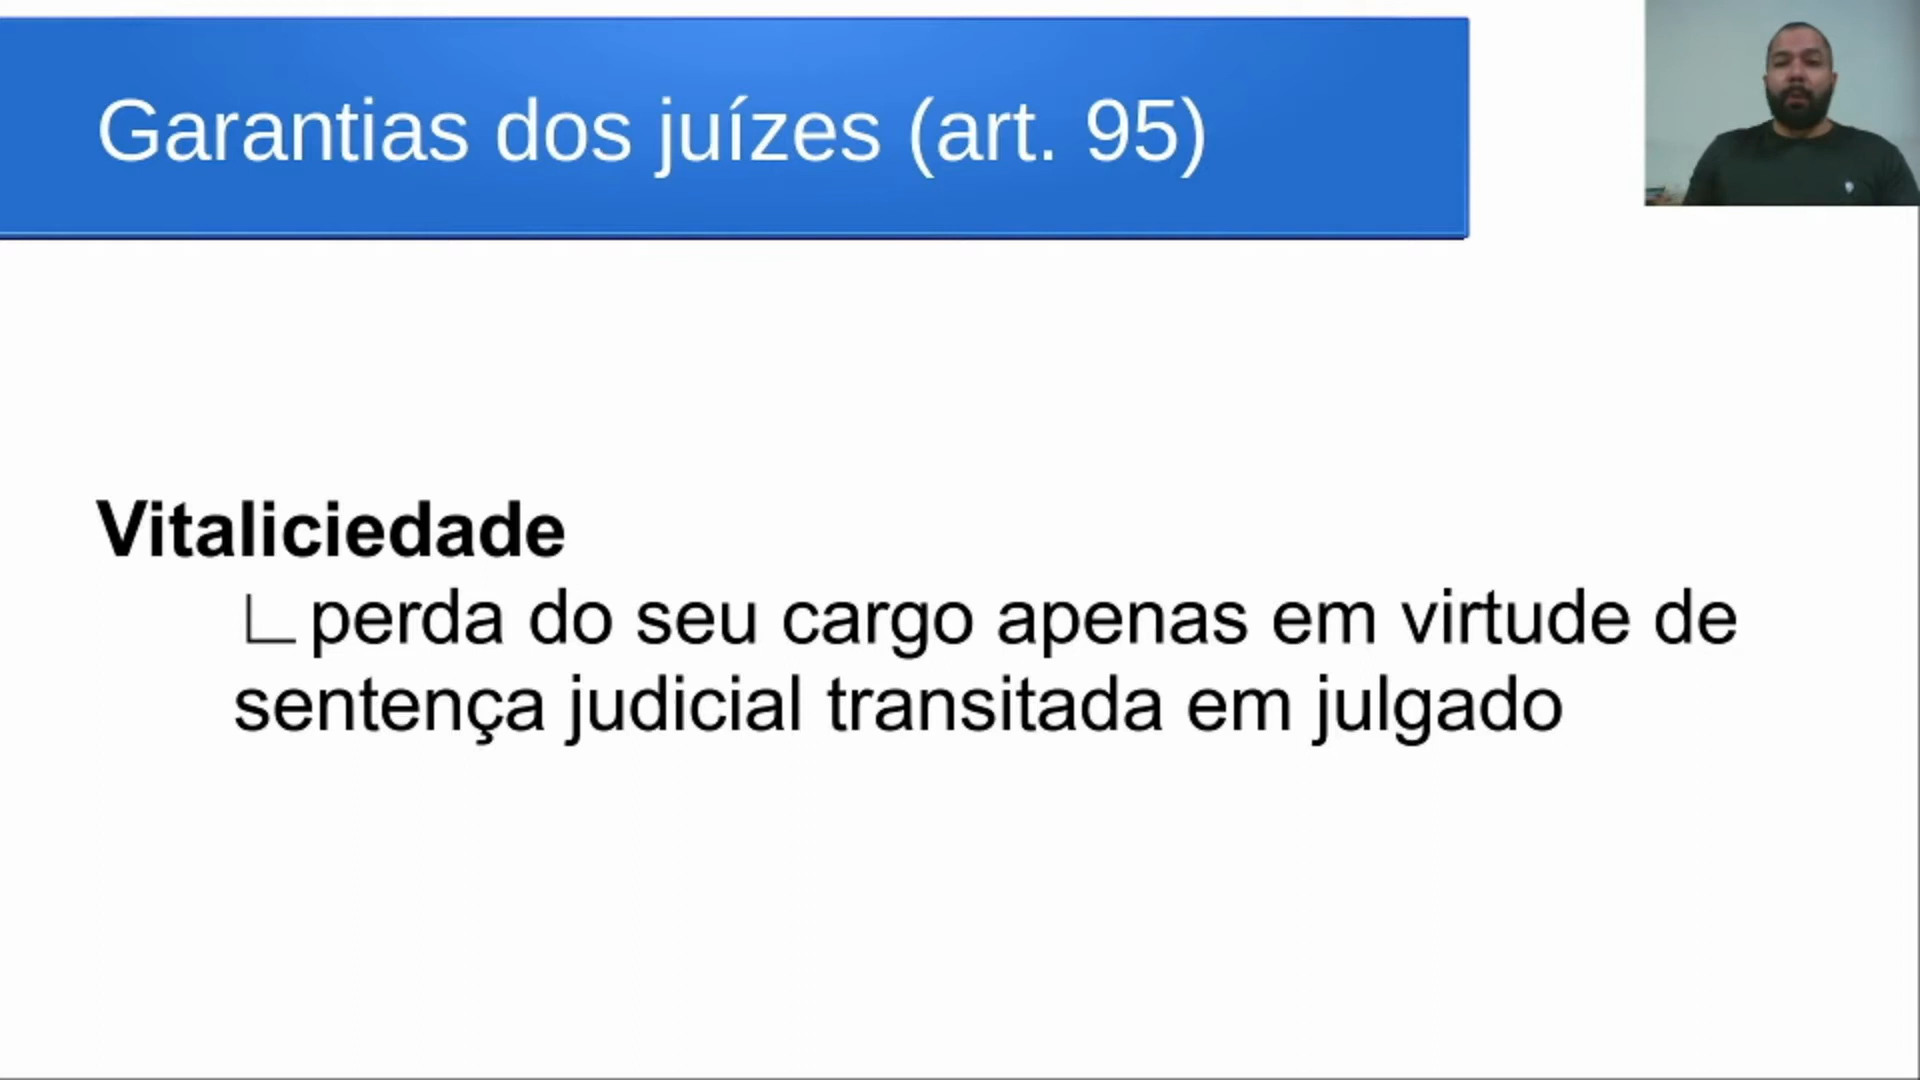 Garantias dos juízes (art. 95)
Vitaliciedade
∟perda do seu cargo apenas em virtude de
sentença judicial transitada em julgado